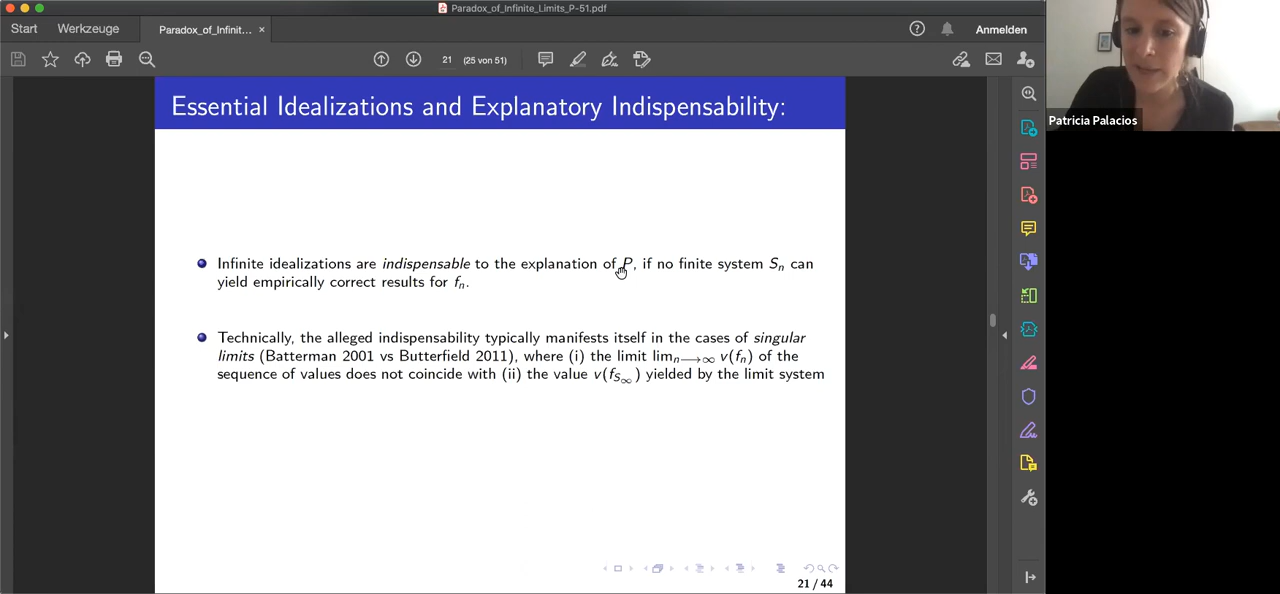 Paradox_of_Infinite_Limits_P-51.pdf
Start Werkzeuge Paradox_of_Infinit... × Anmelden
21 (25 von 51)
Essential Idealizations and Explanatory Indispensability:
Infinite idealizations are indispensable to the explanation of P, if no finite system Sₙ can
yield empirically correct results for fₙ.
Technically, the alleged indispensability typically manifests itself in the cases of singular
limits (Batterman 2001 vs Butterfield 2011), where (i) the limit limₙ⟶∞ v(fₙ) of the
sequence of values does not coincide with (ii) the value v(f_{S_∞}) yielded by the limit system
21 / 44
Patricia Palacios